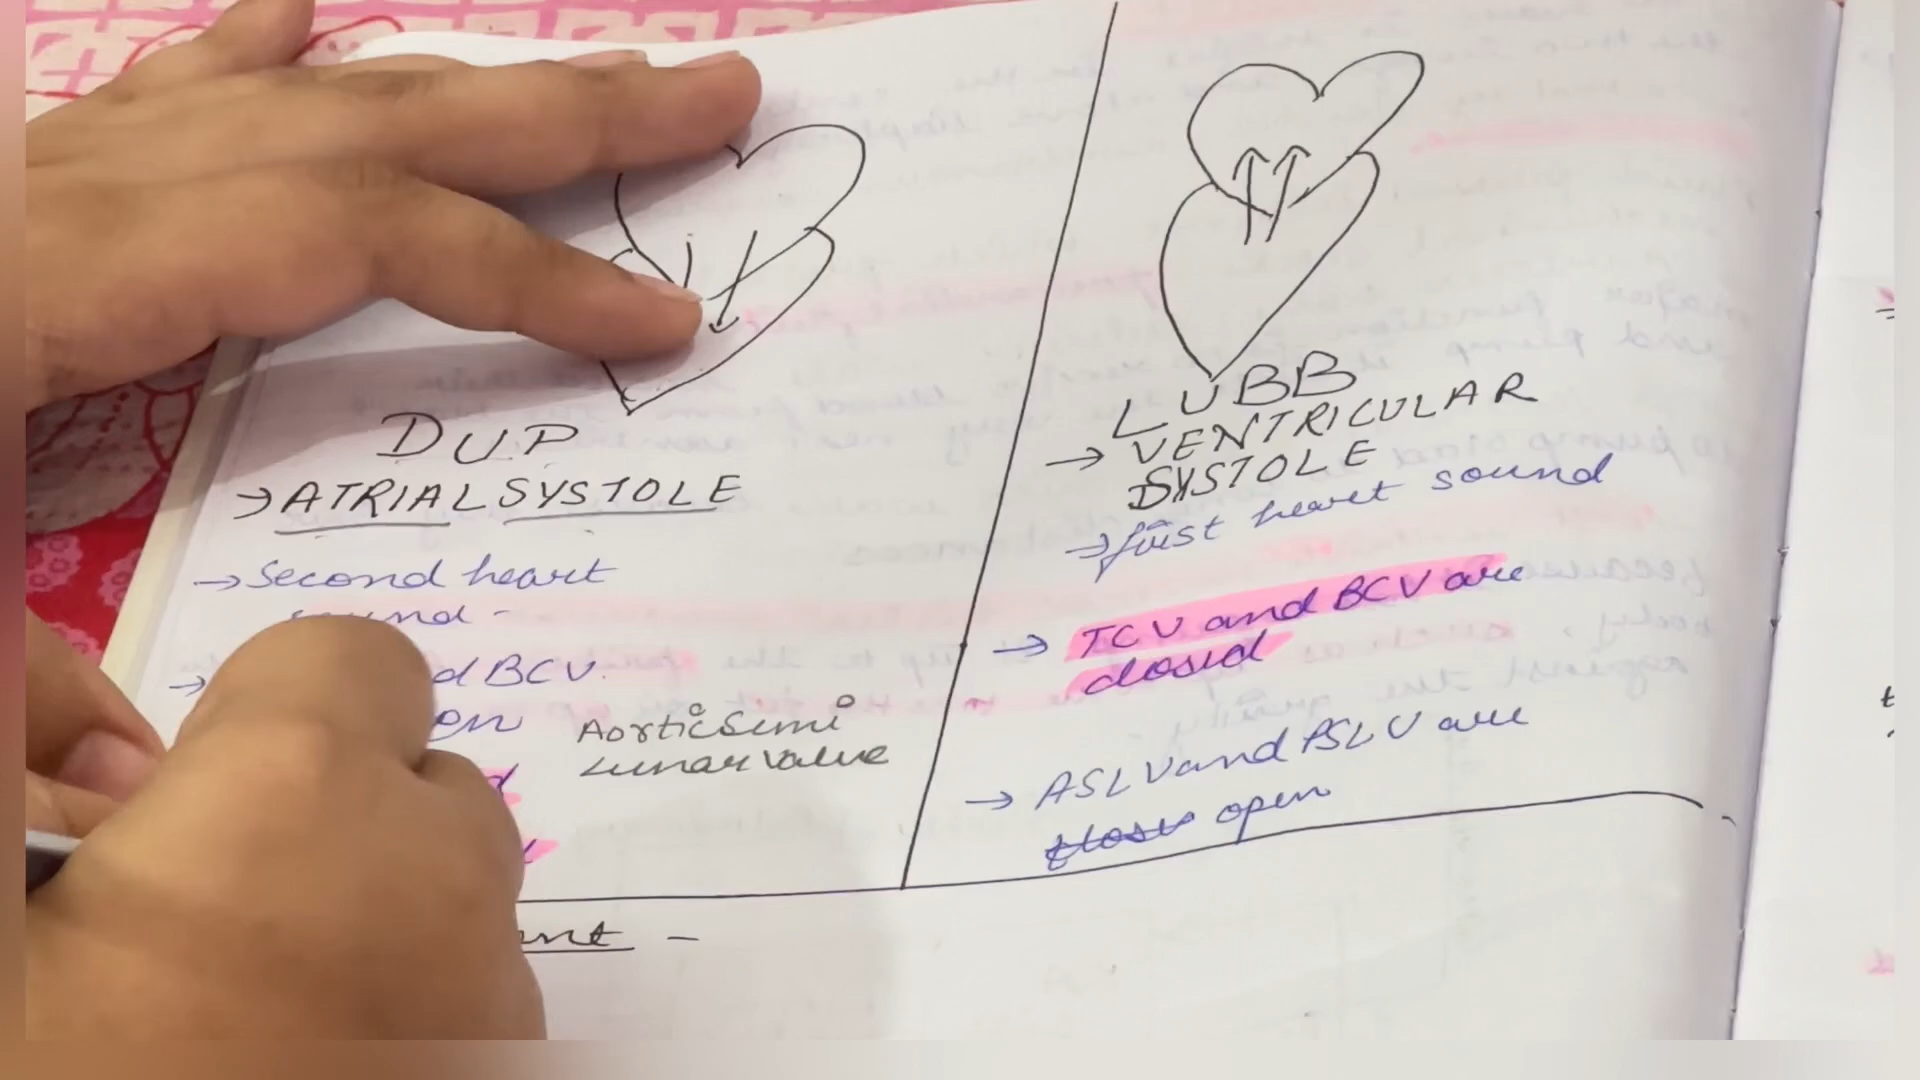 DUP
→ ATRIAL SYSTOLE
→ Second heart
sound -
→ d BCV.
en
Aortic Semi
Lunar Valve
LUBB
→ VENTRICULAR
SYSTOLE
→ first heart sound
→ TCV and BCV are
closed
→ ASLV and PSLV are
open